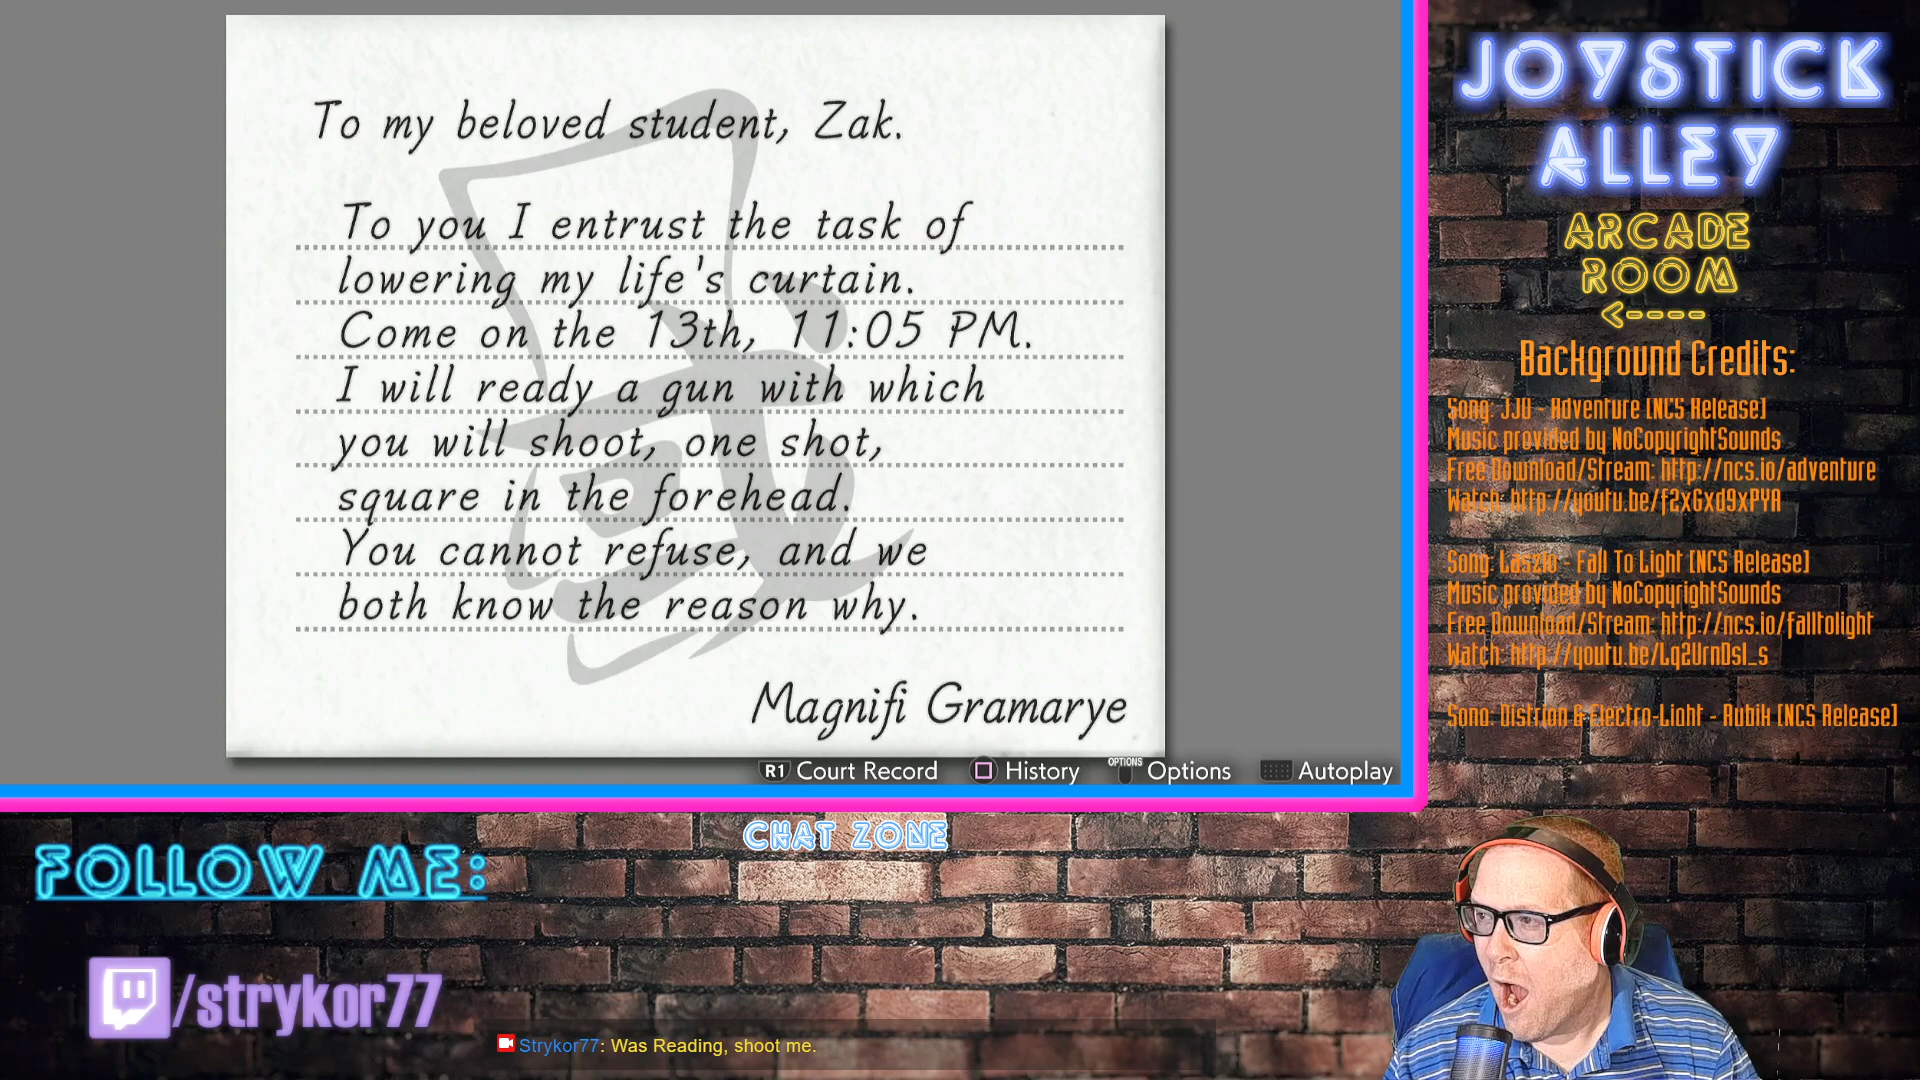 To my beloved student, Zak.
To you I entrust the task of
lowering my life's curtain.
Come on the 13th, 11:05 PM.
I will ready a gun with which
you will shoot, one shot,
square in the forehead.
You cannot refuse, and we
both know the reason why.
Magnifi Gramarye
R1 Court Record
History
OPTIONS Options
Autoplay
JOYSTICK
ALLEY
ARCADE
ROOM
<----
Background Credits:
Song: JJD - Adventure [NCS Release]
Music provided by NoCopyrightSounds
Free Download/Stream: http://ncs.io/adventure
Watch: http://youtu.be/f2xGxd9xPYA
Song: Laszlo - Fall To Light [NCS Release]
Music provided by NoCopyrightSounds
Free Download/Stream: http://ncs.io/falltolight
Watch: http://youtu.be/Lq2UrnDsI_s
Song: Distrion & Electro-Light - Rubik [NCS Release]
CHAT ZONE
FOLLOW ME:
/strykor77
Strykor77: Was Reading, shoot me.